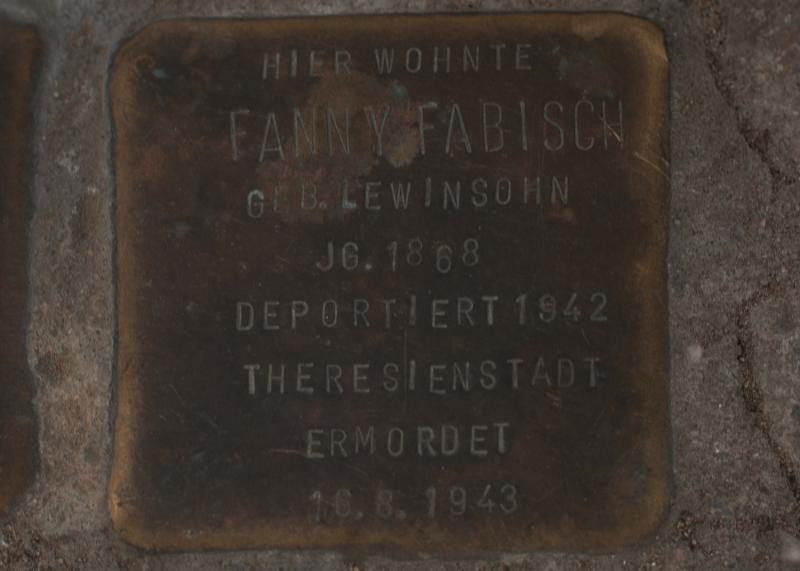 HIER WOHNTE
FANNY FABISCH
GEB. LEWINSOHN
JG. 1868
DEPORTIERT 1942
THERESIENSTADT
ERMORDET
16.8.1943